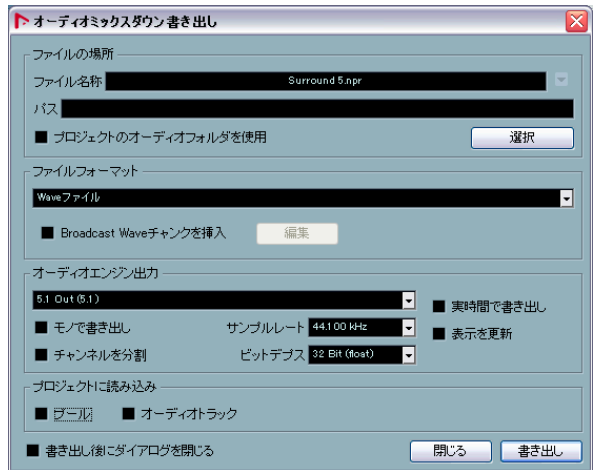 オーディオミックスダウン書き出し
ファイルの場所
ファイル名称 Surround 5.npr
パス
プロジェクトのオーディオフォルダを使用 選択
ファイルフォーマット
Waveファイル
Broadcast Waveチャンクを挿入 編集
オーディオエンジン出力
5.1 Out (5.1) 実時間で書き出し
モノで書き出し サンプルレート 44.100 kHz 表示を更新
チャンネルを分割 ビットデプス 32 Bit (float)
プロジェクトに読み込み
プール オーディオトラック
書き出し後にダイアログを閉じる 閉じる 書き出し